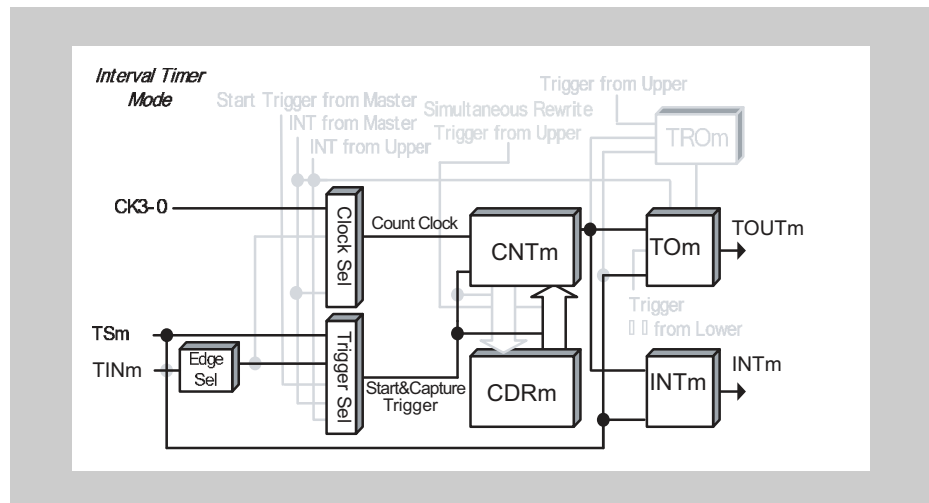 Interval Timer
Mode
Trigger from Upper
Start Trigger from Master
INT from Master
INT from Upper
Simultaneous Rewrite
Trigger from Upper
TROm
CK3-0
Clock Sel
Count Clock
CNTm
TOm
TOUTm
Trigger
from Lower
TSm
TINm
Edge
Sel
Trigger Sel
Start&Capture
Trigger
CDRm
INTm
INTm